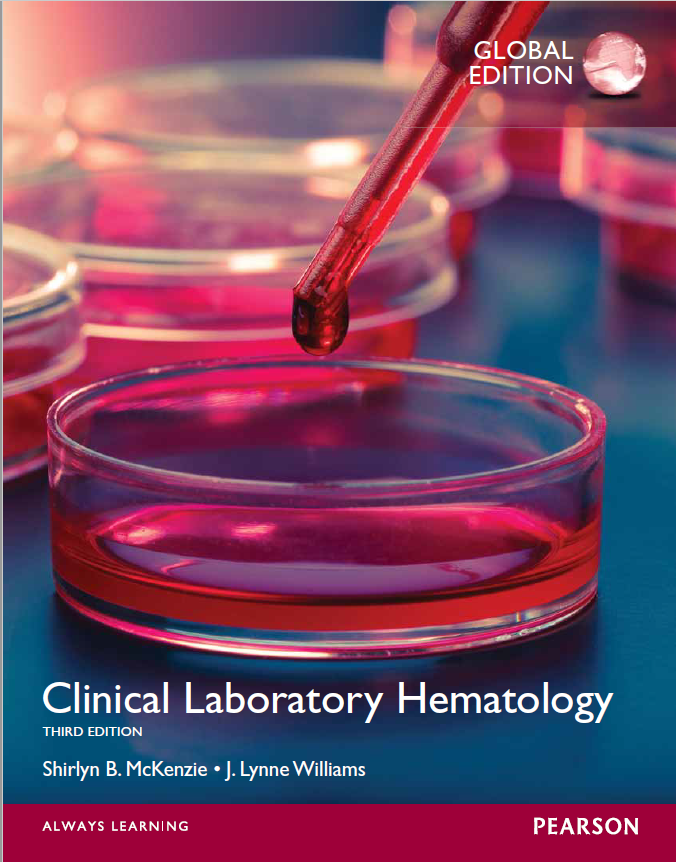 GLOBAL
EDITION
Clinical Laboratory Hematology
THIRD EDITION
Shirlyn B. McKenzie • J. Lynne Williams
ALWAYS LEARNING
PEARSON